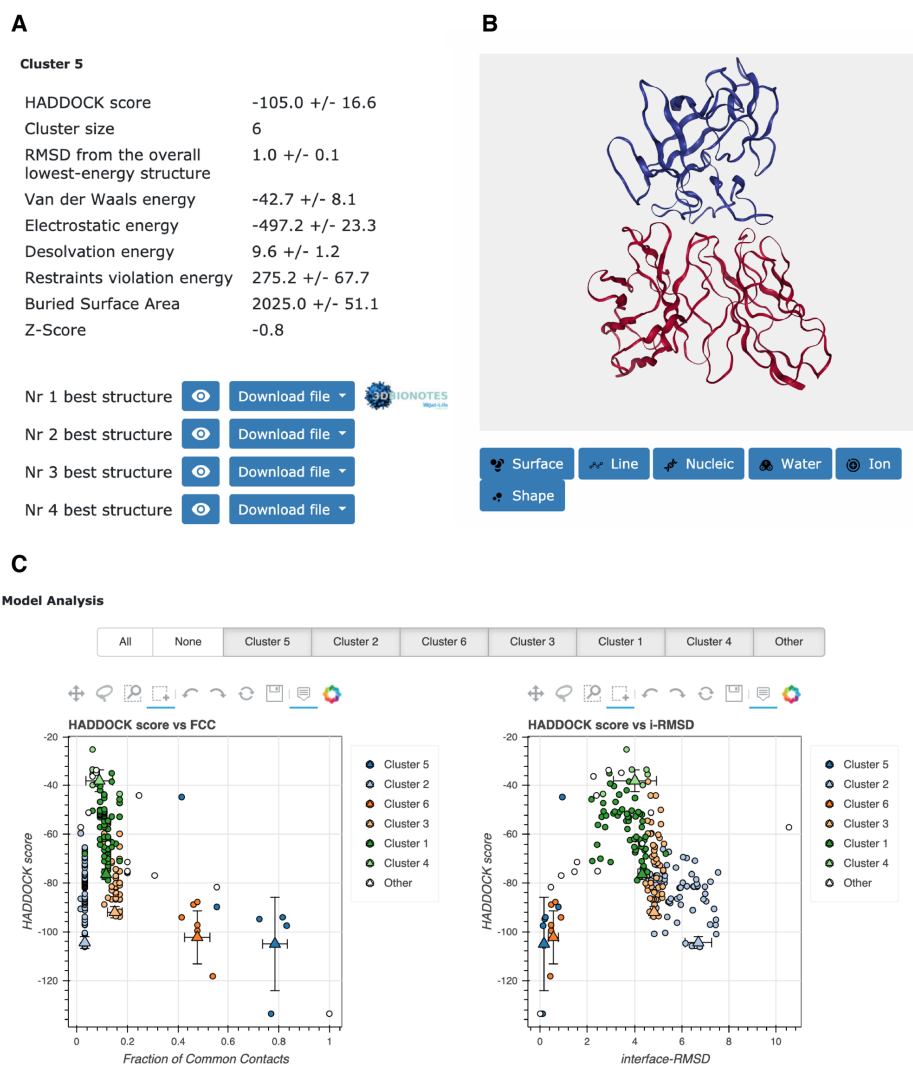 A
Cluster 5
HADDOCK score -105.0 +/- 16.6
Cluster size 6
RMSD from the overall 1.0 +/- 0.1
lowest-energy structure
Van der Waals energy -42.7 +/- 8.1
Electrostatic energy -497.2 +/- 23.3
Desolvation energy 9.6 +/- 1.2
Restraints violation energy 275.2 +/- 67.7
Buried Surface Area 2025.0 +/- 51.1
Z-Score -0.8
Nr 1 best structure Download file 3DBIONOTES
Nr 2 best structure Download file
Nr 3 best structure Download file
Nr 4 best structure Download file
B
Surface Line Nucleic Water Ion
Shape
C
Model Analysis
All None Cluster 5 Cluster 2 Cluster 6 Cluster 3 Cluster 1 Cluster 4 Other
HADDOCK score vs FCC
-20
-40
-60
-80
-100
-120
HADDOCK score
0 0.2 0.4 0.6 0.8 1
Fraction of Common Contacts
Cluster 5
Cluster 2
Cluster 6
Cluster 3
Cluster 1
Cluster 4
Other
HADDOCK score vs i-RMSD
-20
-40
-60
-80
-100
-120
HADDOCK score
0 2 4 6 8 10
interface-RMSD
Cluster 5
Cluster 2
Cluster 6
Cluster 3
Cluster 1
Cluster 4
Other